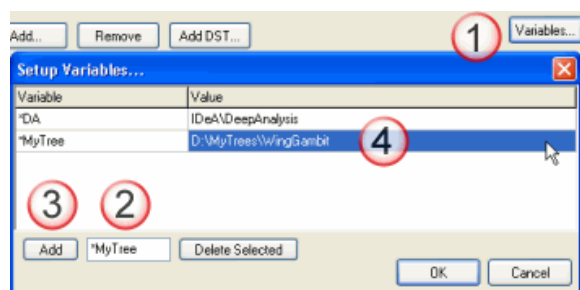 Add... Remove Add DST... 1 Variables...
Setup Variables...
Variable Value
*DA IDeA\DeepAnalysis
*MyTree D:\MyTrees\WingGambit 4
3 2
Add *MyTree Delete Selected
OK Cancel